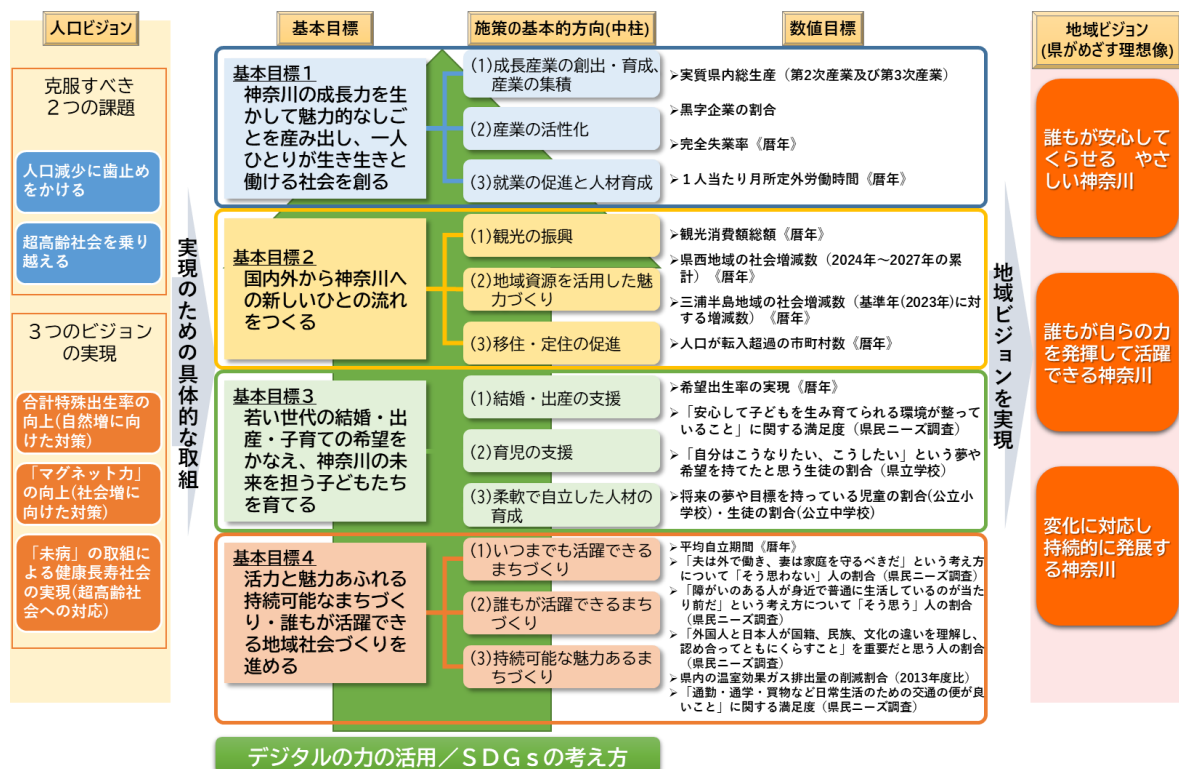 人口ビジョン
克服すべき
２つの課題
人口減少に歯止め
をかける
超高齢社会を乗り
越える
３つのビジョン
の実現
合計特殊出生率の
向上(自然増に向
けた対策)
「マグネット力」
の向上(社会増に
向けた対策)
「未病」の取組に
よる健康長寿社会
の実現(超高齢社
会への対応)
実現のための具体的な取組
基本目標
施策の基本的方向(中柱)
数値目標
基本目標１
神奈川の成長力を生
かして魅力的なしご
とを産み出し、一人
ひとりが生き生きと
働ける社会を創る
(1)成長産業の創出・育成、
産業の集積
(2)産業の活性化
(3)就業の促進と人材育成
➢実質県内総生産（第2次産業及び第3次産業）
➢黒字企業の割合
➢完全失業率《暦年》
➢１人当たり月所定外労働時間《暦年》
基本目標２
国内外から神奈川へ
の新しいひとの流れ
をつくる
(1)観光の振興
(2)地域資源を活用した魅
力づくり
(3)移住・定住の促進
➢観光消費額総額《暦年》
➢県西地域の社会増減数（2024年～2027年の累
計）《暦年》
➢三浦半島地域の社会増減数（基準年(2023年)に対
する増減数）《暦年》
➢人口が転入超過の市町村数《暦年》
基本目標３
若い世代の結婚・出
産・子育ての希望を
かなえ、神奈川の未
来を担う子どもたち
を育てる
(1)結婚・出産の支援
(2)育児の支援
(3)柔軟で自立した人材の
育成
➢希望出生率の実現《暦年》
➢「安心して子どもを生み育てられる環境が整って
いること」に関する満足度（県民ニーズ調査）
➢「自分はこうなりたい、こうしたい」という夢や
希望を持てたと思う生徒の割合（県立学校）
➢将来の夢や目標を持っている児童の割合(公立小
学校)・生徒の割合(公立中学校)
基本目標４
活力と魅力あふれる
持続可能なまちづく
り・誰もが活躍できる
地域社会づくりを
進める
(1)いつまでも活躍できる
まちづくり
(2)誰もが活躍できるまち
づくり
(3)持続可能な魅力あるま
ちづくり
➢平均自立期間《暦年》
➢「夫は外で働き、妻は家庭を守るべきだ」という考え方
について「そう思わない」人の割合（県民ニーズ調査）
➢「障がいのある人が身近で普通に生活しているのが当た
り前だ」という考え方について「そう思う」人の割合
（県民ニーズ調査）
➢「外国人と日本人が国籍、民族、文化の違いを理解し、
認め合ってともにくらすこと」を重要だと思う人の割合
（県民ニーズ調査）
➢県内の温室効果ガス排出量の削減割合（2013年度比）
➢「通勤・通学・買物など日常生活のための交通の便が良
いこと」に関する満足度（県民ニーズ調査）
デジタルの力の活用／ＳＤＧｓの考え方
地域ビジョンを実現
地域ビジョン
(県がめざす理想像)
誰もが安心して
くらせる　やさ
しい神奈川
誰もが自らの力
を発揮して活躍
できる神奈川
変化に対応し
持続的に発展す
る神奈川